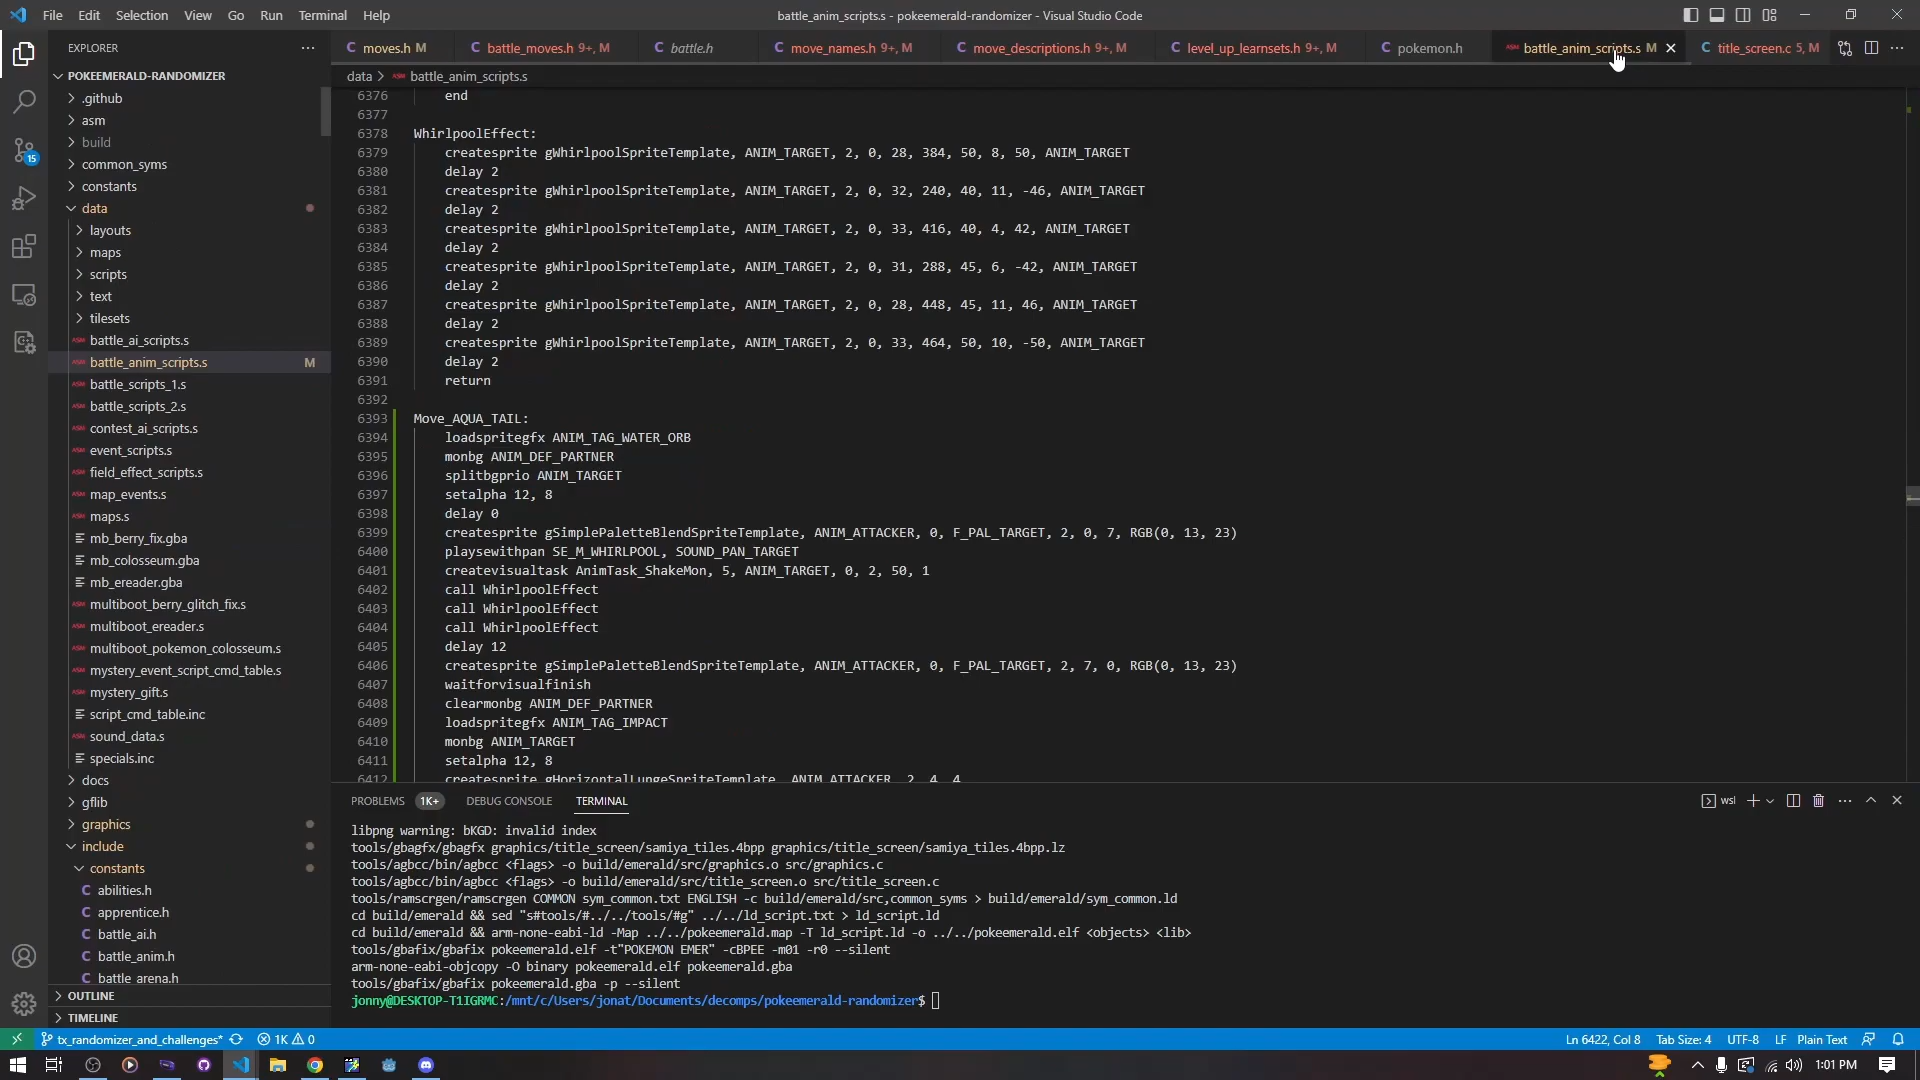 File Edit Selection View Go Run Terminal Help
battle_anim_scripts.s - pokeemerald-randomizer - Visual Studio Code
EXPLORER
POKEEMERALD-RANDOMIZER
.github
asm
build
common_syms
constants
data
layouts
maps
scripts
text
tilesets
battle_ai_scripts.s
battle_anim_scripts.s M
battle_scripts_1.s
battle_scripts_2.s
contest_ai_scripts.s
event_scripts.s
field_effect_scripts.s
map_events.s
maps.s
mb_berry_fix.gba
mb_colosseum.gba
mb_ereader.gba
multiboot_berry_glitch_fix.s
multiboot_ereader.s
multiboot_pokemon_colosseum.s
mystery_event_script_cmd_table.s
mystery_gift.s
script_cmd_table.inc
sound_data.s
specials.inc
docs
gflib
graphics
include
constants
C abilities.h
C apprentice.h
C battle_ai.h
C battle_anim.h
C battle_arena.h
OUTLINE
TIMELINE
15
C moves.h M C battle_moves.h 9+, M C battle.h C move_names.h 9+, M C move_descriptions.h 9+, M C level_up_learnsets.h 9+, M C pokemon.h battle_anim_scripts.s M C title_screen.c 5, M
data > battle_anim_scripts.s
6376 end
6377
6378 WhirlpoolEffect:
6379 createsprite gWhirlpoolSpriteTemplate, ANIM_TARGET, 2, 0, 28, 384, 50, 8, 50, ANIM_TARGET
6380 delay 2
6381 createsprite gWhirlpoolSpriteTemplate, ANIM_TARGET, 2, 0, 32, 240, 40, 11, -46, ANIM_TARGET
6382 delay 2
6383 createsprite gWhirlpoolSpriteTemplate, ANIM_TARGET, 2, 0, 33, 416, 40, 4, 42, ANIM_TARGET
6384 delay 2
6385 createsprite gWhirlpoolSpriteTemplate, ANIM_TARGET, 2, 0, 31, 288, 45, 6, -42, ANIM_TARGET
6386 delay 2
6387 createsprite gWhirlpoolSpriteTemplate, ANIM_TARGET, 2, 0, 28, 448, 45, 11, 46, ANIM_TARGET
6388 delay 2
6389 createsprite gWhirlpoolSpriteTemplate, ANIM_TARGET, 2, 0, 33, 464, 50, 10, -50, ANIM_TARGET
6390 delay 2
6391 return
6392
6393 Move_AQUA_TAIL:
6394 loadspritegfx ANIM_TAG_WATER_ORB
6395 monbg ANIM_DEF_PARTNER
6396 splitbgprio ANIM_TARGET
6397 setalpha 12, 8
6398 delay 0
6399 createsprite gSimplePaletteBlendSpriteTemplate, ANIM_ATTACKER, 0, F_PAL_TARGET, 2, 0, 7, RGB(0, 13, 23)
6400 playsewithpan SE_M_WHIRLPOOL, SOUND_PAN_TARGET
6401 createvisualtask AnimTask_ShakeMon, 5, ANIM_TARGET, 0, 2, 50, 1
6402 call WhirlpoolEffect
6403 call WhirlpoolEffect
6404 call WhirlpoolEffect
6405 delay 12
6406 createsprite gSimplePaletteBlendSpriteTemplate, ANIM_ATTACKER, 0, F_PAL_TARGET, 2, 7, 0, RGB(0, 13, 23)
6407 waitforvisualfinish
6408 clearmonbg ANIM_DEF_PARTNER
6409 loadspritegfx ANIM_TAG_IMPACT
6410 monbg ANIM_TARGET
6411 setalpha 12, 8
6412 createsprite gHorizontalLungeSpriteTemplate, ANIM_ATTACKER, 2, 4, 4
PROBLEMS 1K+ DEBUG CONSOLE TERMINAL
wsl
libpng warning: bKGD: invalid index
tools/gbagfx/gbagfx graphics/title_screen/samiya_tiles.4bpp graphics/title_screen/samiya_tiles.4bpp.lz
tools/agbcc/bin/agbcc <flags> -o build/emerald/src/graphics.o src/graphics.c
tools/agbcc/bin/agbcc <flags> -o build/emerald/src/title_screen.o src/title_screen.c
tools/ramscrgen/ramscrgen COMMON sym_common.txt ENGLISH -c build/emerald/src,common_syms > build/emerald/sym_common.ld
cd build/emerald && sed "s#tools/#../../tools/#g" ../../ld_script.txt > ld_script.ld
cd build/emerald && arm-none-eabi-ld -Map ../../pokeemerald.map -T ld_script.ld -o ../../pokeemerald.elf <objects> <lib>
tools/gbafix/gbafix pokeemerald.elf -t"POKEMON EMER" -cBPEE -m01 -r0 --silent
arm-none-eabi-objcopy -O binary pokeemerald.elf pokeemerald.gba
tools/gbafix/gbafix pokeemerald.gba -p --silent
jonny@DESKTOP-T1IGRMC:/mnt/c/Users/jonat/Documents/decomps/pokeemerald-randomizer$
tx_randomizer_and_challenges* 1K 0
Ln 6422, Col 8 Tab Size: 4 UTF-8 LF Plain Text
1:01 PM